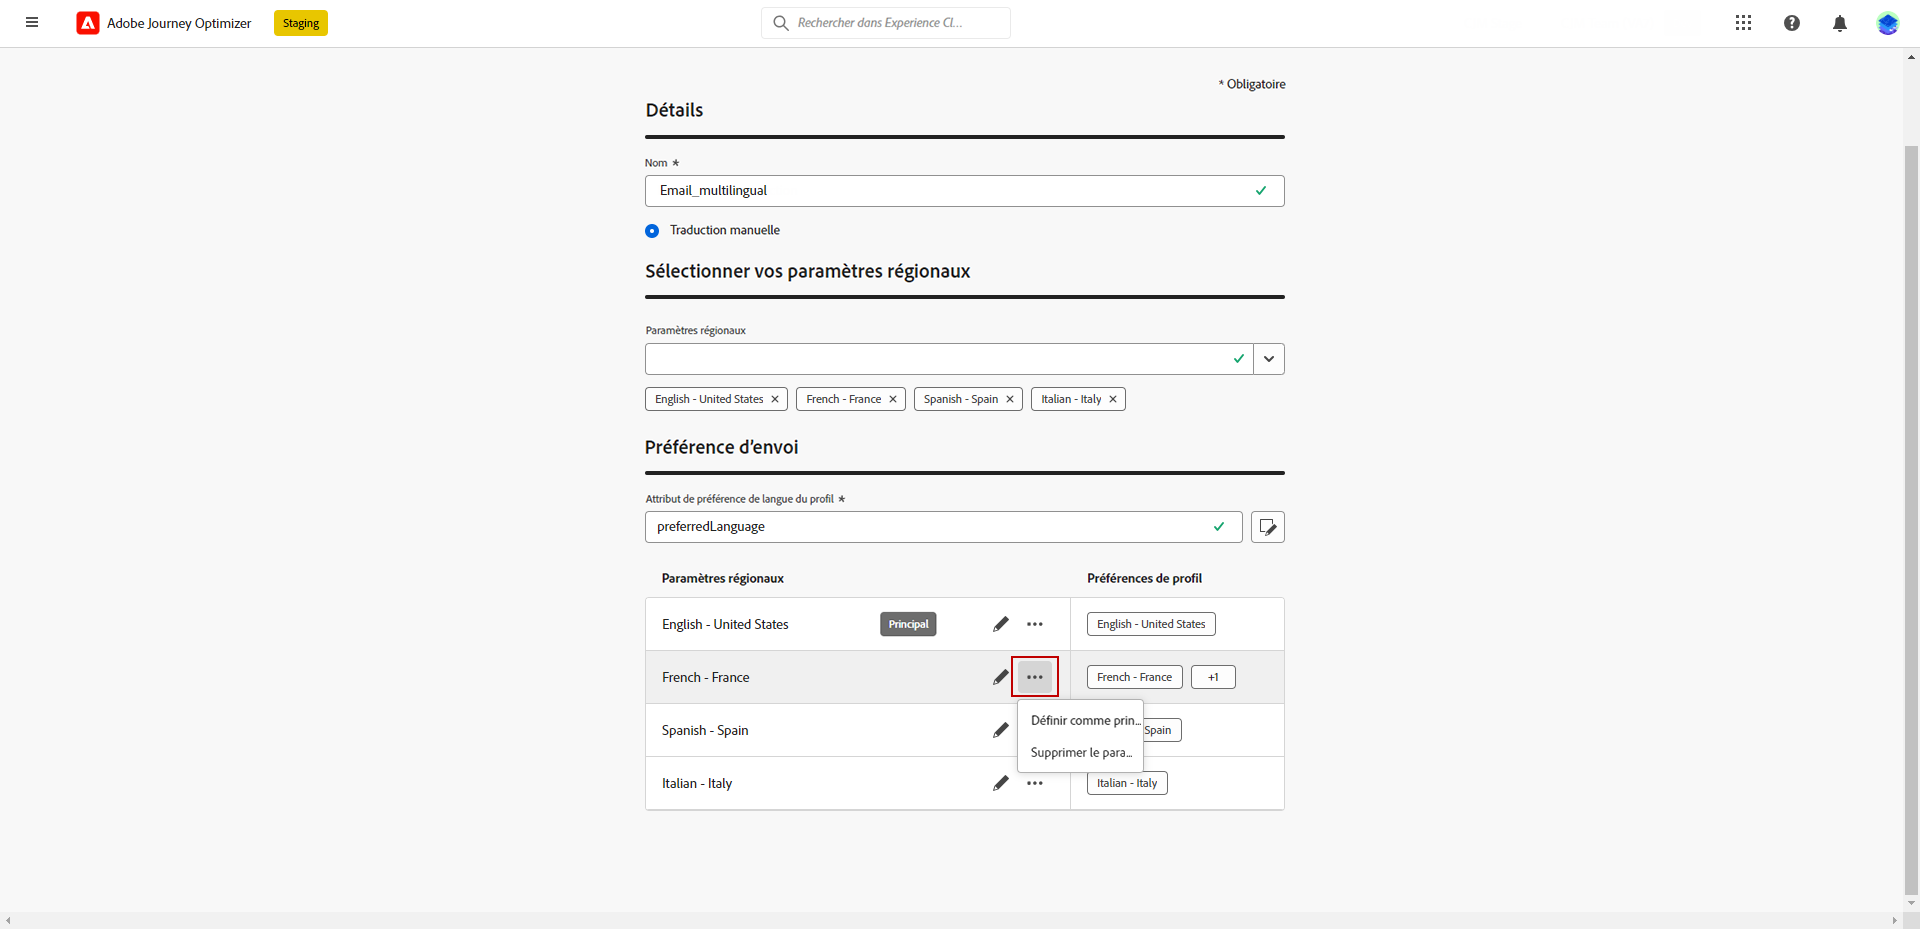 Adobe Journey Optimizer Staging Rechercher dans Experience Cl...
* Obligatoire
Détails
Nom *
Email_multilingual
Traduction manuelle
Sélectionner vos paramètres régionaux
Paramètres régionaux
English - United States French - France Spanish - Spain Italian - Italy
Préférence d’envoi
Attribut de préférence de langue du profil *
preferredLanguage
Paramètres régionaux Préférences de profil
English - United States Principal English - United States
French - France French - France +1
Définir comme prin...
Spanish - Spain Spain
Supprimer le para...
Italian - Italy Italian - Italy